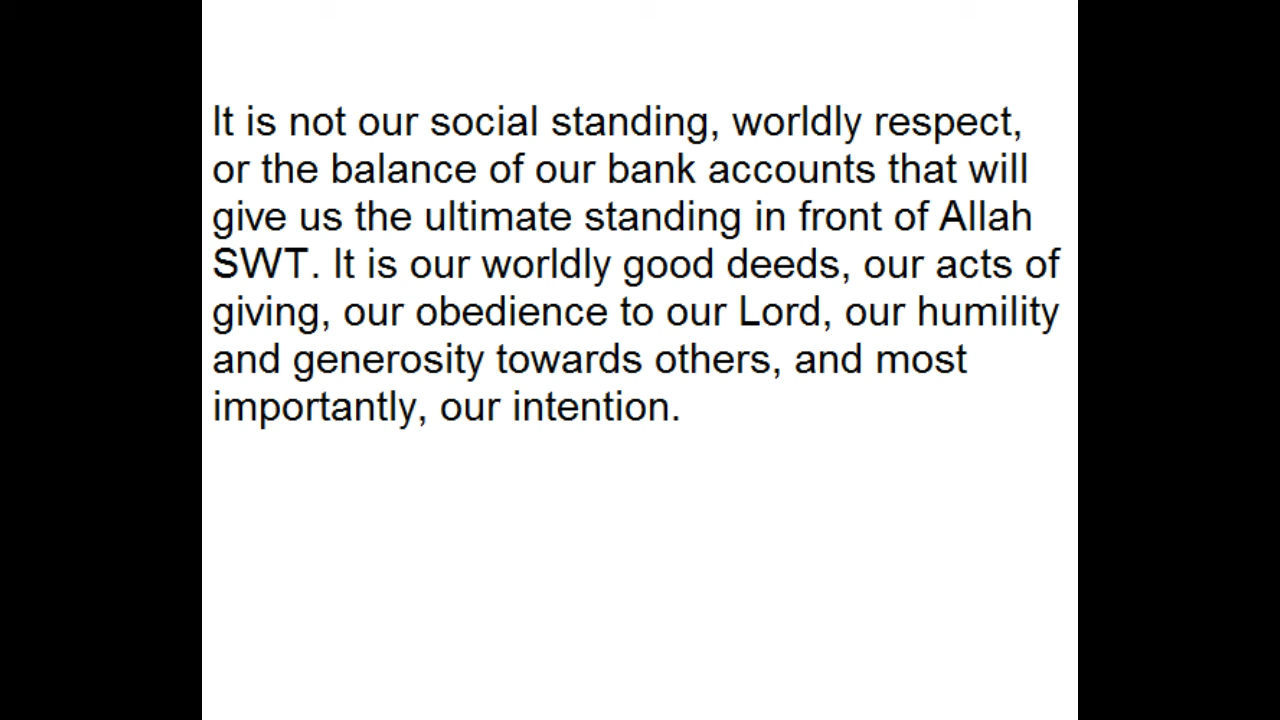 It is not our social standing, worldly respect,
or the balance of our bank accounts that will
give us the ultimate standing in front of Allah
SWT. It is our worldly good deeds, our acts of
giving, our obedience to our Lord, our humility
and generosity towards others, and most
importantly, our intention.